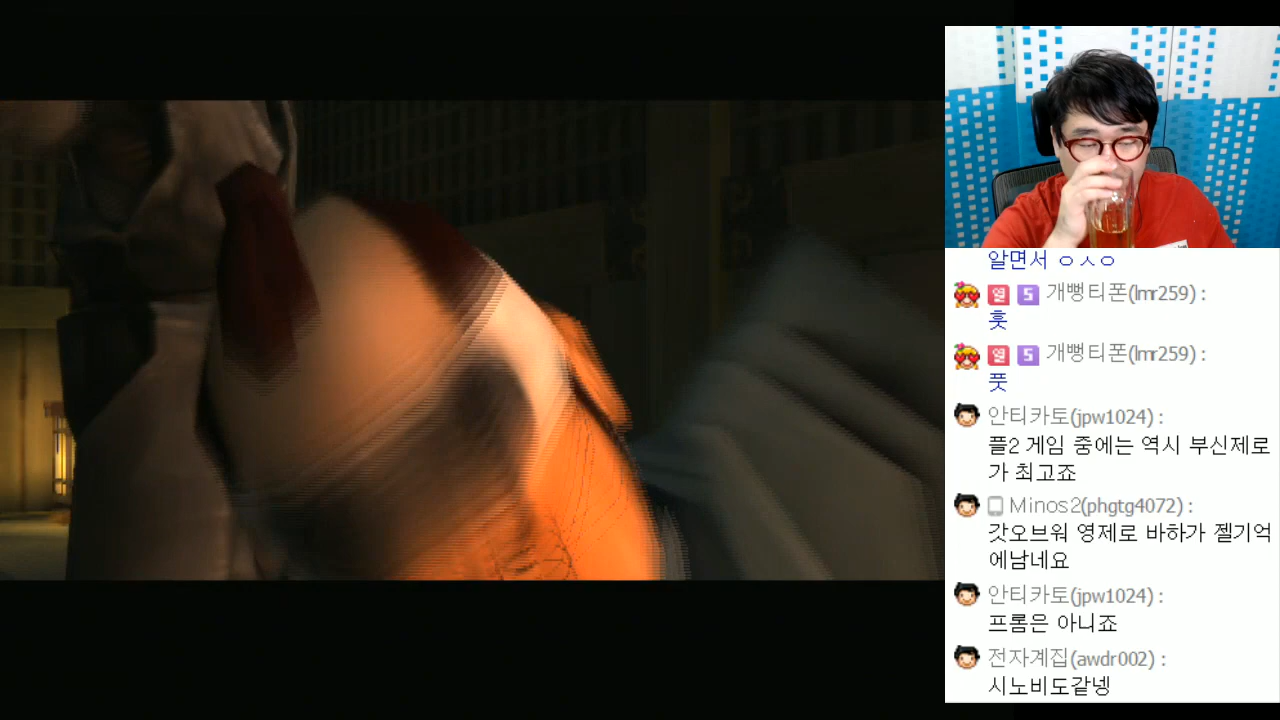 알면서 ㅇㅅㅇ
열 5 개뺑티폰(lmr259) :
훗
열 5 개뺑티폰(lmr259) :
풋
안티카토(jpw1024) :
플2 게임 중에는 역시 부신제로
가 최고죠
Minos2(phgtg4072) :
갓오브워 영제로 바하가 젤기억
에남네요
안티카토(jpw1024) :
프롬은 아니죠
전자계집(awdr002) :
시노비도같넹